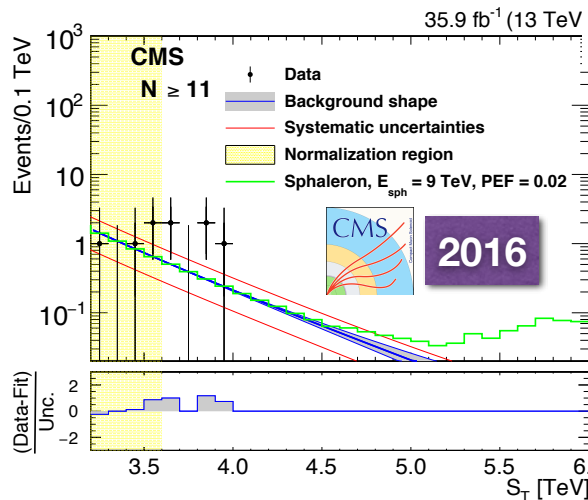 35.9 fb⁻¹ (13 TeV
Events/0.1 TeV
10³
10²
10
1
10⁻¹
CMS
N ≥ 11
Data
Background shape
Systematic uncertainties
Normalization region
Sphaleron, E_sph = 9 TeV, PEF = 0.02
CMS
2016
(Data-Fit)
Unc.
2
0
−2
3.5 4.0 4.5 5.0 5.5 6.
S_T [TeV]